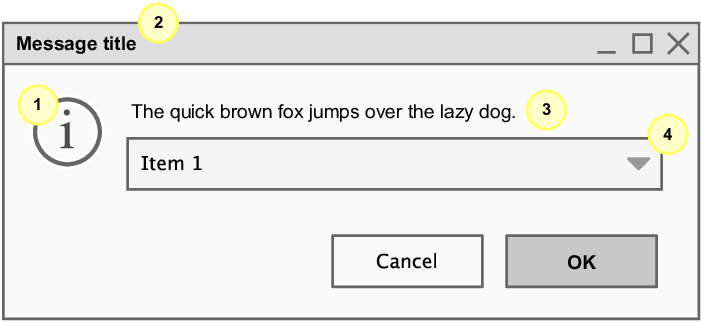 2
Message title
1
i
The quick brown fox jumps over the lazy dog.
3
4
Item 1
Cancel
OK